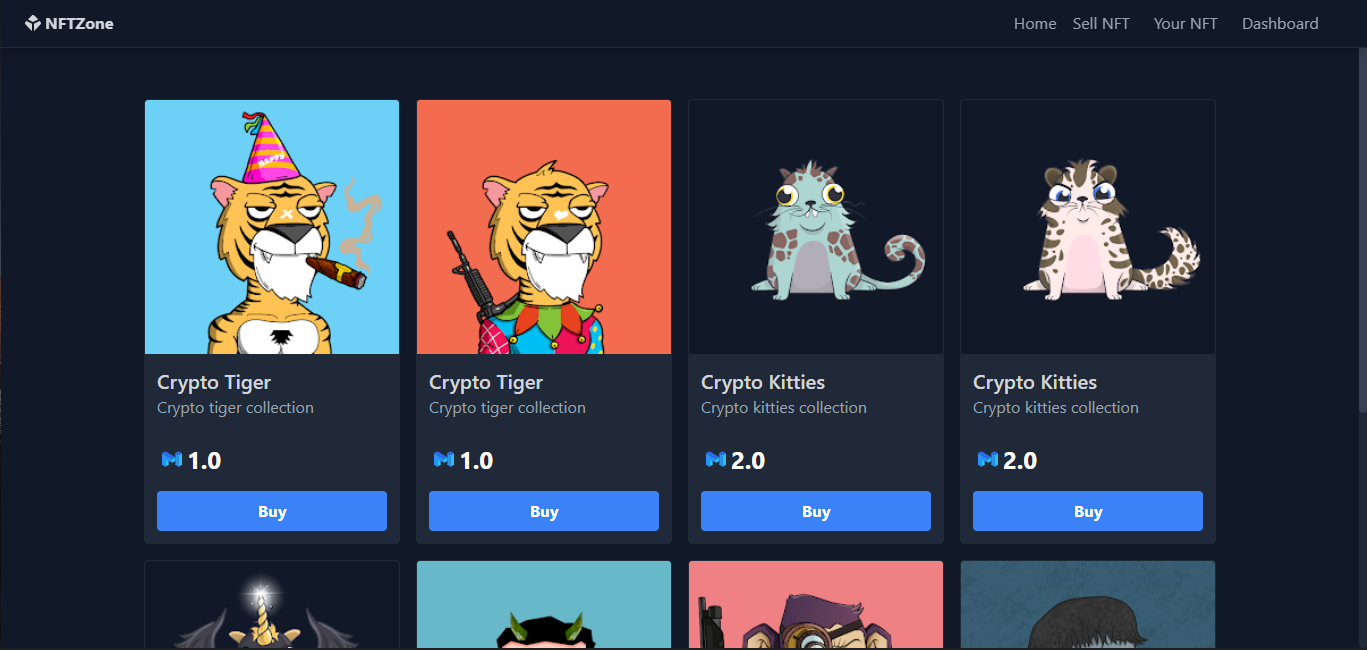 NFTZone
Home Sell NFT Your NFT Dashboard
HAPPY
Crypto Tiger
Crypto tiger collection
1.0
Buy
Crypto Tiger
Crypto tiger collection
1.0
Buy
Crypto Kitties
Crypto kitties collection
2.0
Buy
Crypto Kitties
Crypto kitties collection
2.0
Buy